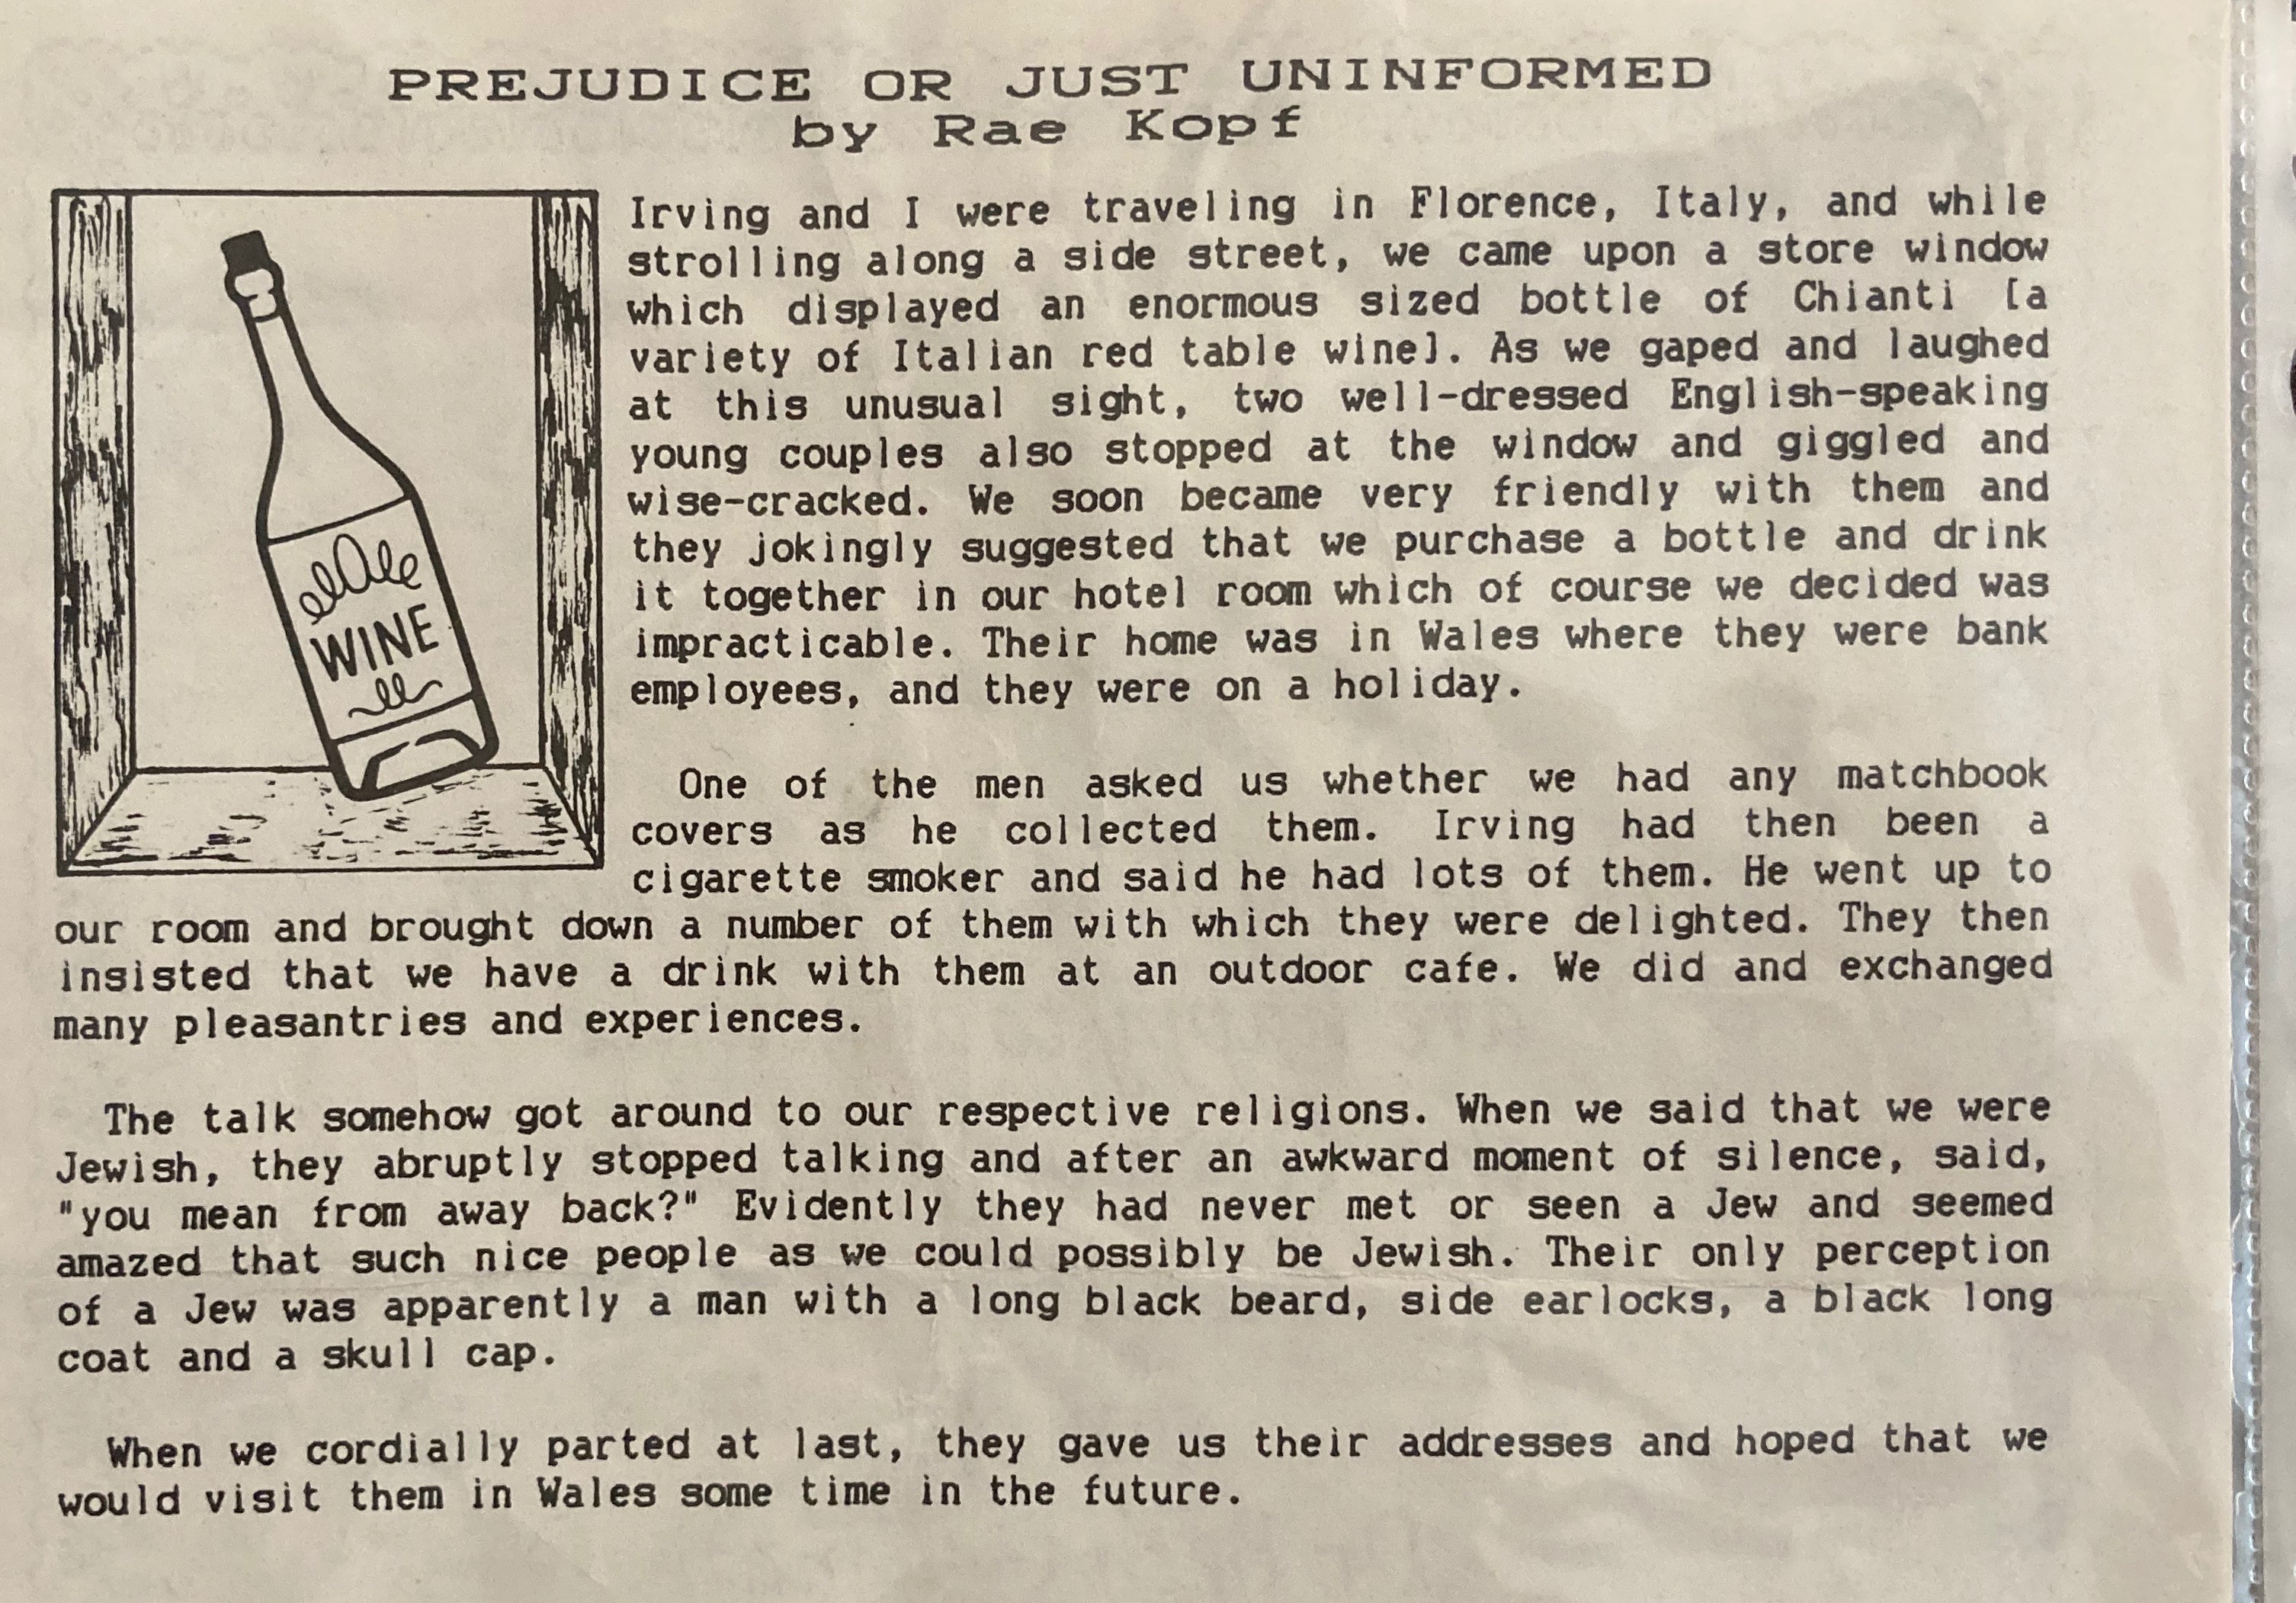 PREJUDICE OR JUST UNINFORMED
by Rae Kopf
Irving and I were traveling in Florence, Italy, and while
strolling along a side street, we came upon a store window
which displayed an enormous sized bottle of Chianti [a
variety of Italian red table wine]. As we gaped and laughed
at this unusual sight, two well-dressed English-speaking
young couples also stopped at the window and giggled and
wise-cracked. We soon became very friendly with them and
they jokingly suggested that we purchase a bottle and drink
it together in our hotel room which of course we decided was
impracticable. Their home was in Wales where they were bank
employees, and they were on a holiday.
WINE
One of the men asked us whether we had any matchbook
covers as he collected them. Irving had then been a
cigarette smoker and said he had lots of them. He went up to
our room and brought down a number of them with which they were delighted. They then
insisted that we have a drink with them at an outdoor cafe. We did and exchanged
many pleasantries and experiences.
The talk somehow got around to our respective religions. When we said that we were
Jewish, they abruptly stopped talking and after an awkward moment of silence, said,
"you mean from away back?" Evidently they had never met or seen a Jew and seemed
amazed that such nice people as we could possibly be Jewish. Their only perception
of a Jew was apparently a man with a long black beard, side earlocks, a black long
coat and a skull cap.
When we cordially parted at last, they gave us their addresses and hoped that we
would visit them in Wales some time in the future.